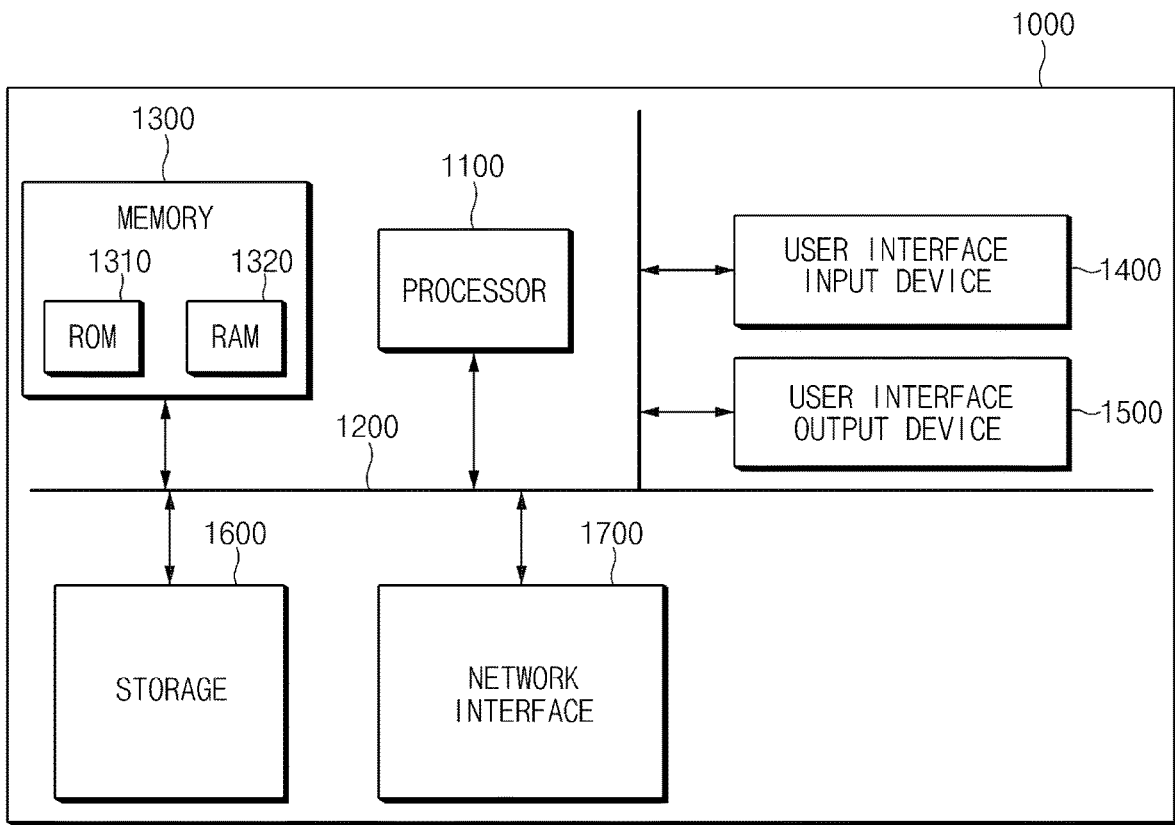 1000
1300
1100
MEMORY
1310
1320
ROM
RAM
PROCESSOR
USER INTERFACE
INPUT DEVICE
1400
USER INTERFACE
OUTPUT DEVICE
1500
1200
1600
1700
STORAGE
NETWORK
INTERFACE